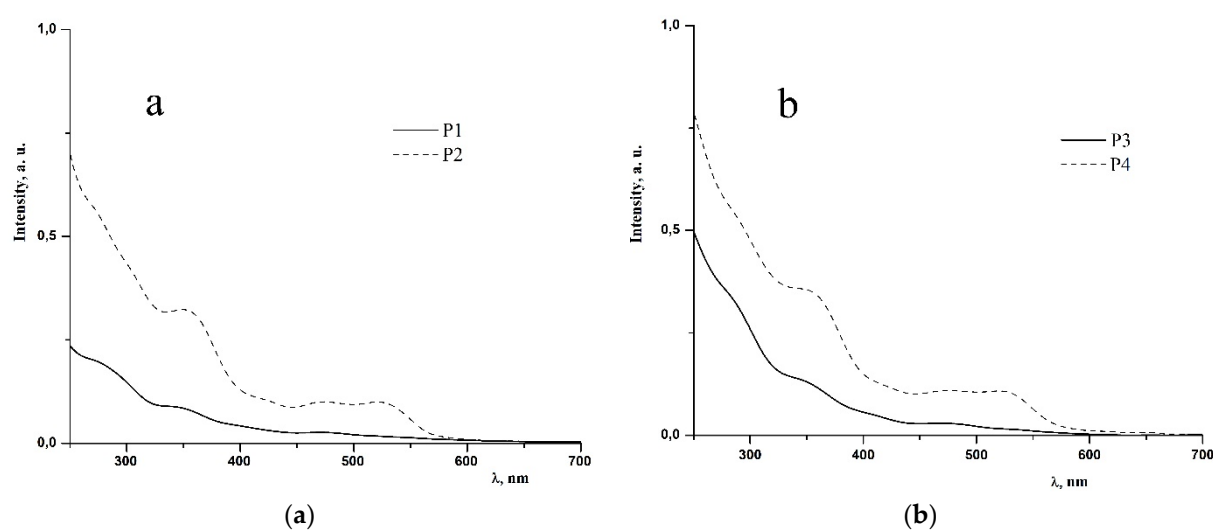 1,0
a
P1
P2
Intensity, a. u.
0,5
0,0
300
400
500
600
700
λ, nm
(a)
1,0
b
P3
P4
Intensity, a. u.
0,5
0,0
300
400
500
600
700
λ, nm
(b)